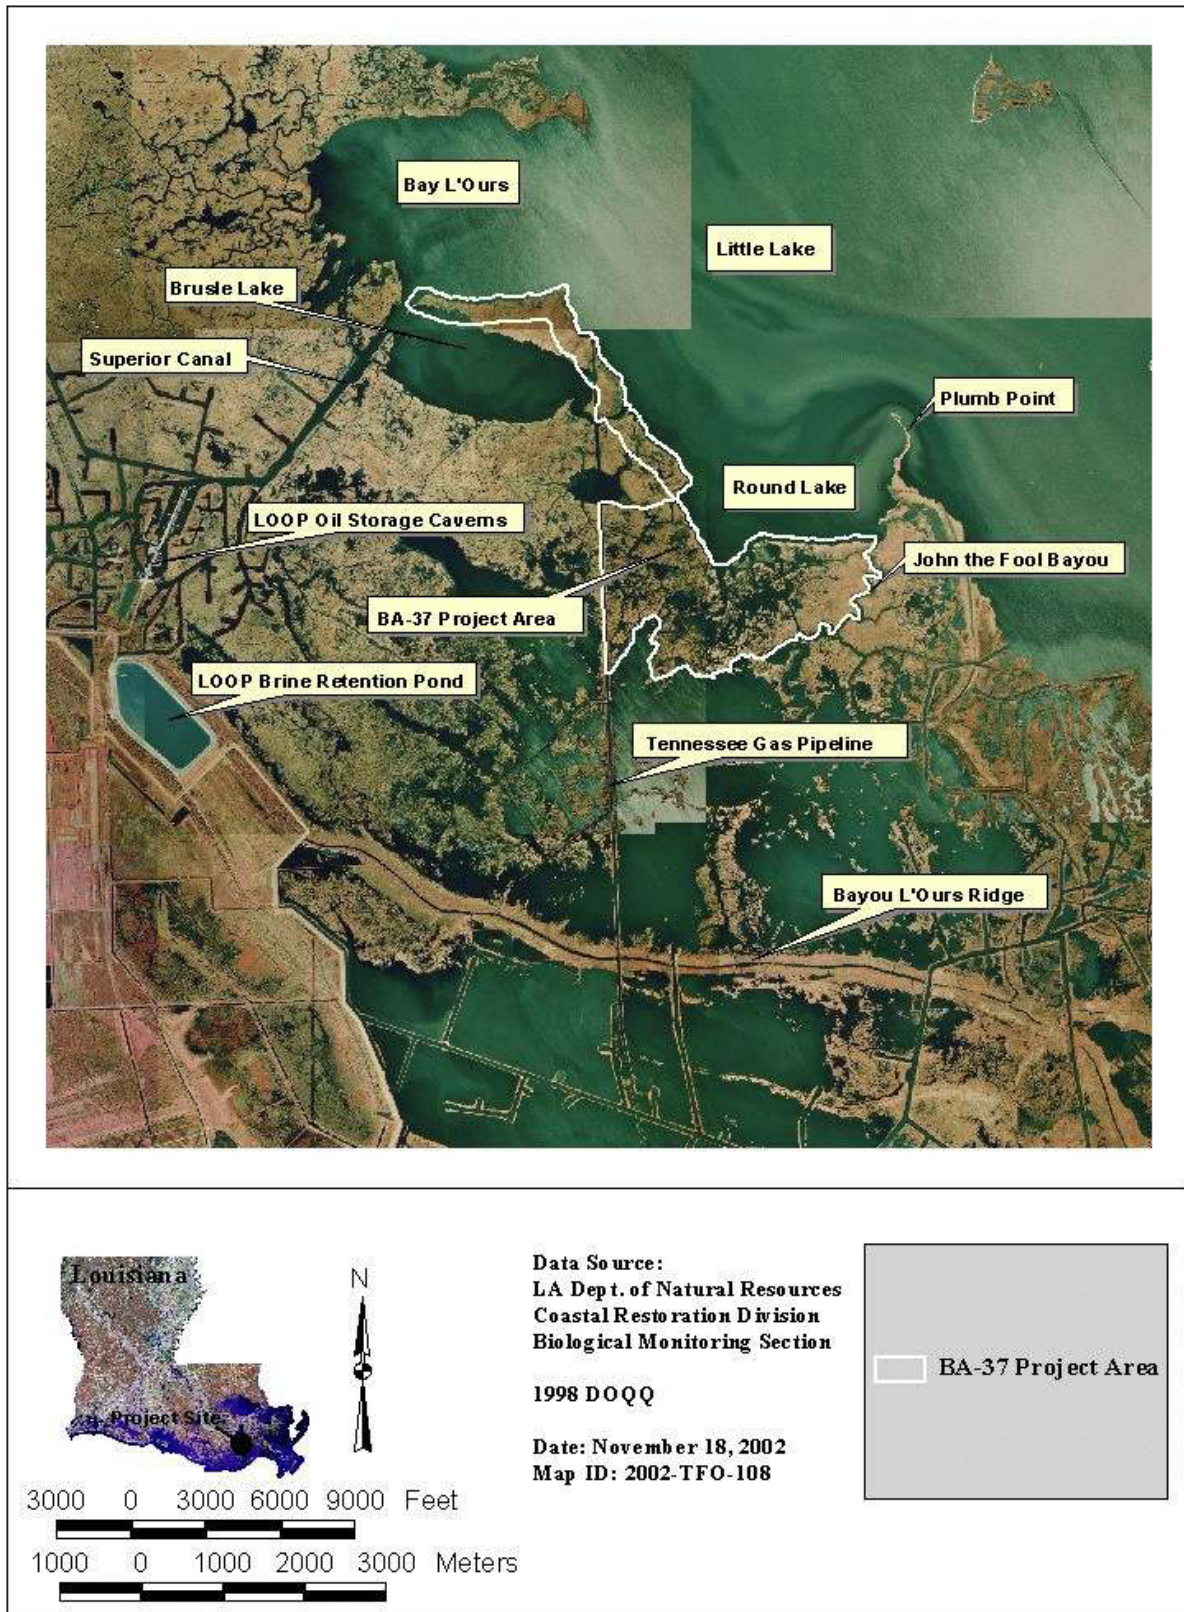 Bay L'Ours
Little Lake
Brusle Lake
Superior Canal
Plumb Point
Round Lake
LOOP Oil Storage Caverns
John the Fool Bayou
BA-37 Project Area
LOOP Brine Retention Pond
Tennessee Gas Pipeline
Bayou L'Ours Ridge
Louisiana
Project Site
N
3000 0 3000 6000 9000 Feet
1000 0 1000 2000 3000 Meters
Data Source:
LA Dept. of Natural Resources
Coastal Restoration Division
Biological Monitoring Section
1998 DOQQ
Date: November 18, 2002
Map ID: 2002-TFO-108
BA-37 Project Area